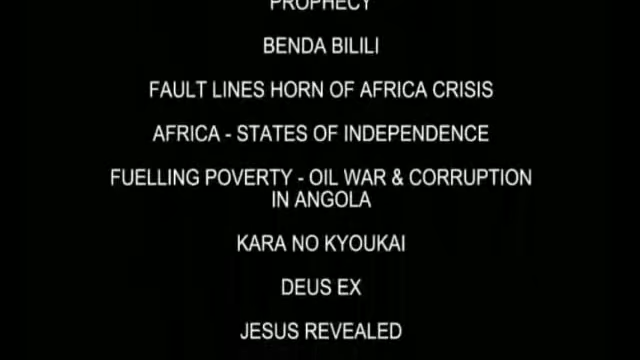 PROPHECY
BENDA BILILI
FAULT LINES HORN OF AFRICA CRISIS
AFRICA - STATES OF INDEPENDENCE
FUELLING POVERTY - OIL WAR & CORRUPTION
IN ANGOLA
KARA NO KYOUKAI
DEUS EX
JESUS REVEALED